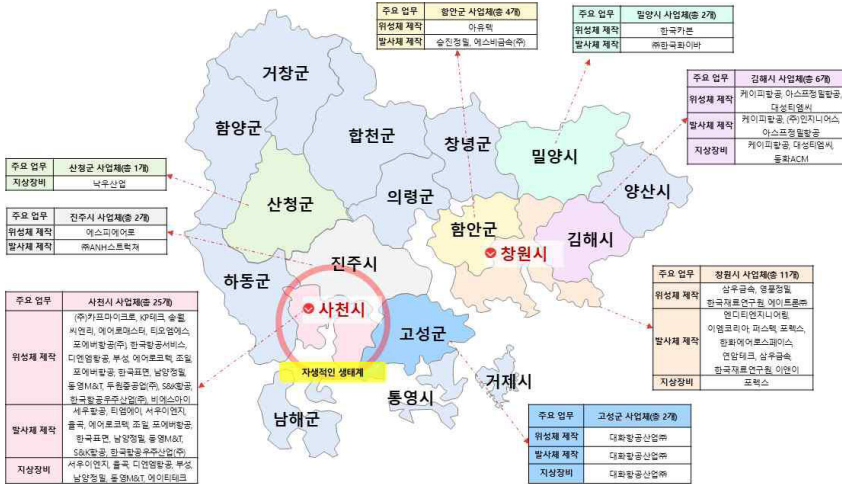 주요 업무 함안군 사업체(총 4개)
위성체 제작 아유텍
발사체 제작 승진정밀, 에스비금속(주)
주요 업무 밀양시 사업체(총 2개)
위성체 제작 한국카본
발사체 제작 ㈜한국화이바
주요 업무 김해시 사업체(총 6개)
위성체 제작 케이피항공, 아스프정밀항공,
대성티엠씨
발사체 제작 케이피항공, (주)인지니어스,
아스프정밀항공
지상장비 케이피항공, 대성티엠씨,
동화ACM
거창군
함양군
합천군
창녕군
밀양시
양산시
산청군
의령군
함안군
창원시
김해시
진주시
하동군
사천시
고성군
자생적인 생태계
남해군
통영시
거제시
주요 업무 산청군 사업체(총 1개)
지상장비 낙우산업
주요 업무 진주시 사업체(총 2개)
위성체 제작 에스피에어로
발사체 제작 ㈜ANH스트럭쳐
주요 업무 사천시 사업체(총 25개)
위성체 제작 (주)카프마이크로, KP테크, 송월,
씨엔리, 에어로매스터, 티오엠에스,
포에버항공(주), 한국항공서비스,
디엔엠항공, 부성, 에어로코텍, 조일,
포에버항공, 한국표면, 남양정밀,
동영M&T, 두원중공업(주), S&K항공,
한국항공우주산업(주), 비에스마이
발사체 제작 세우항공, 티엠에이, 서우이엔지,
율곡, 에어로코텍, 조일, 포에버항공,
한국표면, 남양정밀, 동영M&T,
S&K항공, 한국항공우주산업(주)
지상장비 서우이엔지, 율곡, 디엔엠항공, 부성,
남양정밀, 동영M&T, 에이티테크
주요 업무 창원시 사업체(총 11개)
위성체 제작 삼우금속, 영풍정밀,
한국재료연구원, 에이트론㈜
발사체 제작 엔디티엔지니어링,
이엠코리아, 퍼스텍, 포렉스,
한화에어로스페이스,
연암테크, 삼우금속,
한국재료연구원, 이엔이
지상장비 포렉스
주요 업무 고성군 사업체(총 2개)
위성체 제작 대화항공산업㈜
발사체 제작 대화항공산업㈜
지상장비 대화항공산업㈜